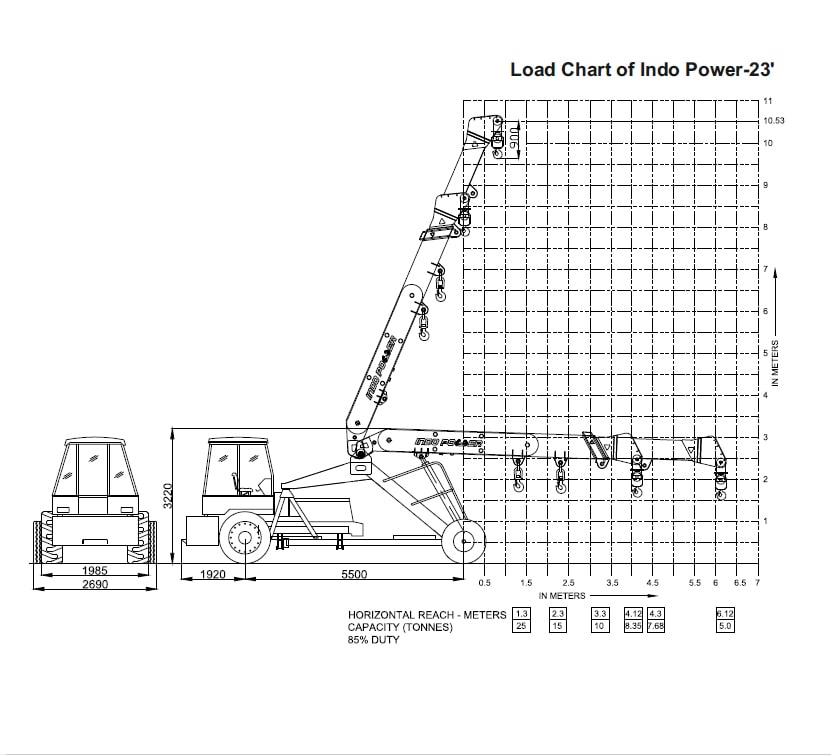 Load Chart of Indo Power-23'
11
10.53
900
10
9
8
7
6
INDO POWER
5
IN METERS
4
3
INDO POWER
2
3220
1
1985
2690
1920
5500
0.5 1 1.5 2.5 3.5 4.5 5.5 6 6.5 7
IN METERS
HORIZONTAL REACH - METERS 1.3 2.3 3.3 4.12 4.3 6.12
CAPACITY (TONNES) 25 15 10 8.35 7.68 5.0
85% DUTY